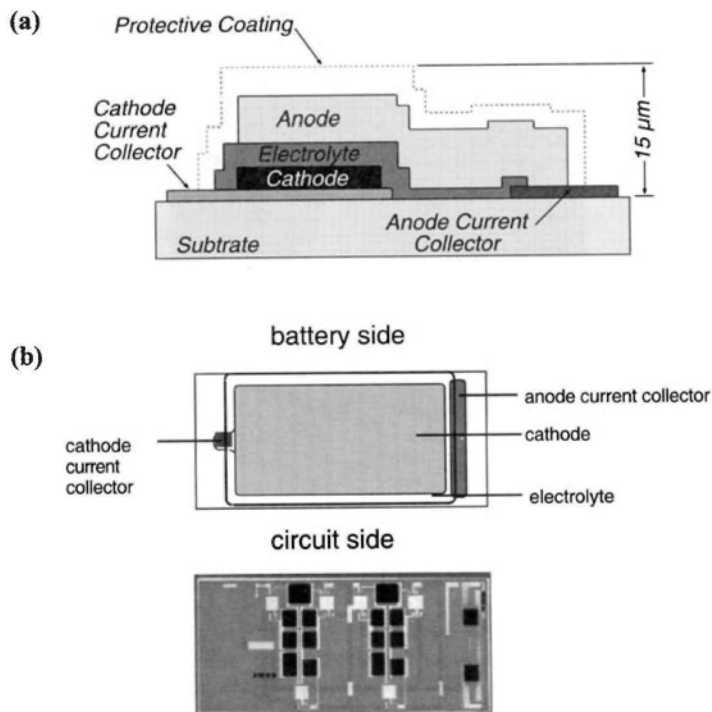 (a)
Protective Coating
Cathode
Current
Collector
Anode
Electrolyte
Cathode
15 µm
Anode Current
Collector
Subtrate
battery side
(b)
anode current collector
cathode
cathode
current
collector
electrolyte
circuit side